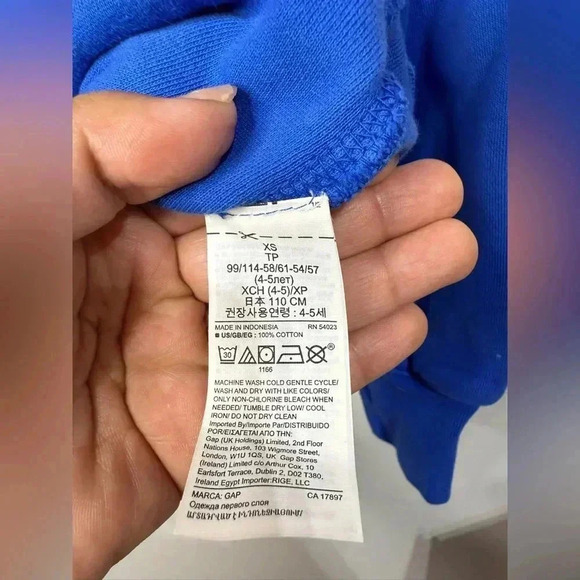 XS
TP
99/114-58/61-54/57
(4-5лет)
XCH (4-5)/XP
日本 110 CM
권장사용연령 : 4-5세
MADE IN INDONESIA RN 54023
■ US/GB/EG : 100% COTTON
30
1166
MACHINE WASH COLD GENTLE CYCLE/
WASH AND DRY WITH LIKE COLORS/
ONLY NON-CHLORINE BLEACH WHEN
NEEDED/ TUMBLE DRY LOW/ COOL
IRON/ DO NOT DRY CLEAN
Imported By/Importe Par/DISTRIBUIDO
POR/ΕΙΣΑΓΕΤΑΙ ΑΠΟ ΤΗΝ:
Gap (UK Holdings) Limited, 2nd Floor
Nations House, 103 Wigmore Street,
London, W1U 1QS, UK Gap Stores
(Ireland) Limited c/o Arthur Cox, 10
Earlsfort Terrace, Dublin 2, D02 T380,
Ireland Egypt Importer:RIGE, LLC
MARCA: GAP CA 17897
Одежда первого слоя
ԱՐՏԱԴՐՎԱԾ Է ԻՆԴՈՆԵԶԻԱՅՈՒՄ